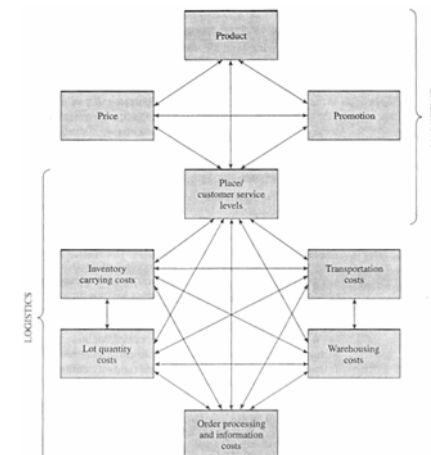 Product
Price
Promotion
Place/
customer service
levels
LOGISTICS
Inventory
carrying costs
Transportation
costs
Lot quantity
costs
Warehousing
costs
Order processing
and information
costs